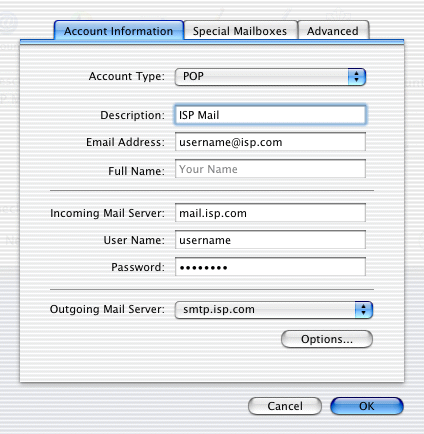 Account Information Special Mailboxes Advanced
Account Type: POP
Description: ISP Mail
Email Address: username@isp.com
Full Name: Your Name
Incoming Mail Server: mail.isp.com
User Name: username
Password: ••••••••
Outgoing Mail Server: smtp.isp.com
Options...
Cancel OK